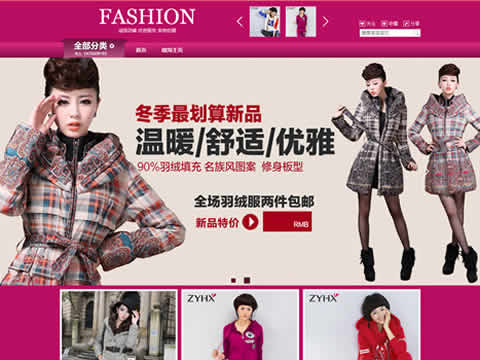 FASHION
全部分类
首页
冬季最划算新品
温暖/舒适/优雅
90%羽绒填充 名族风图案 修身板型
全场羽绒服两件包邮
新品特价
RMB
ZYHX
ZYHX